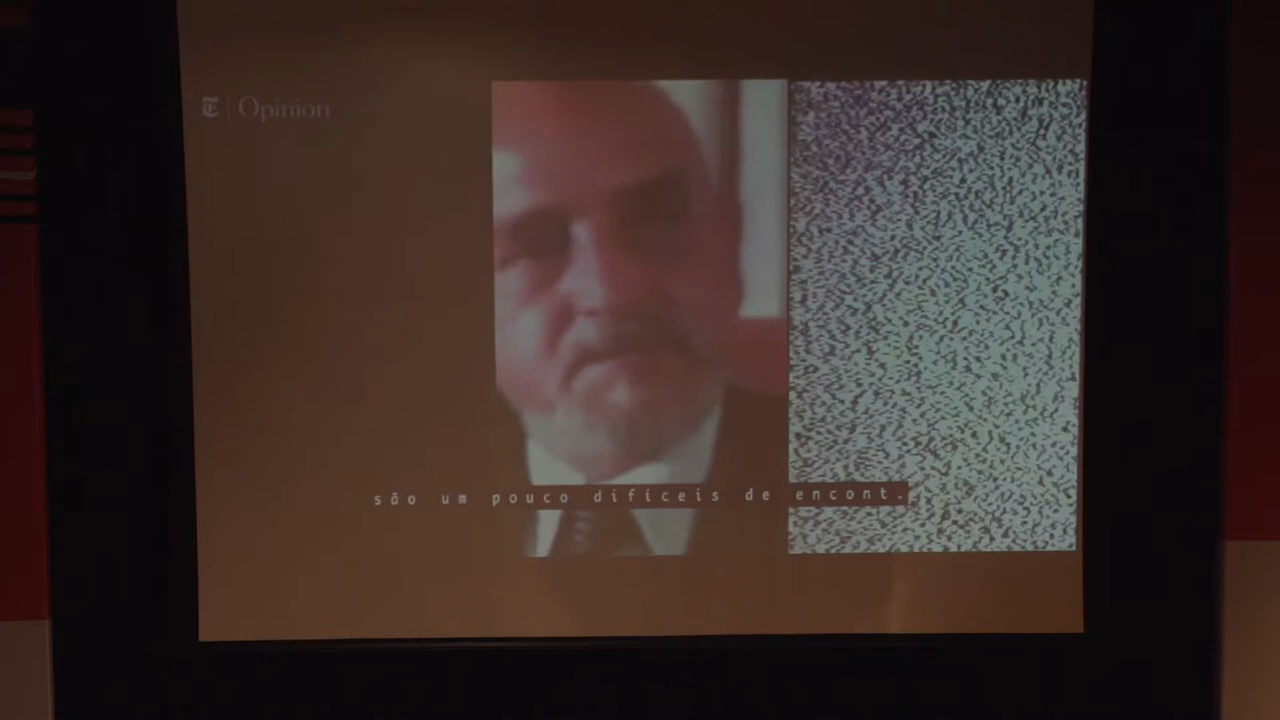 T | Opinion
são um pouco difíceis de encont.